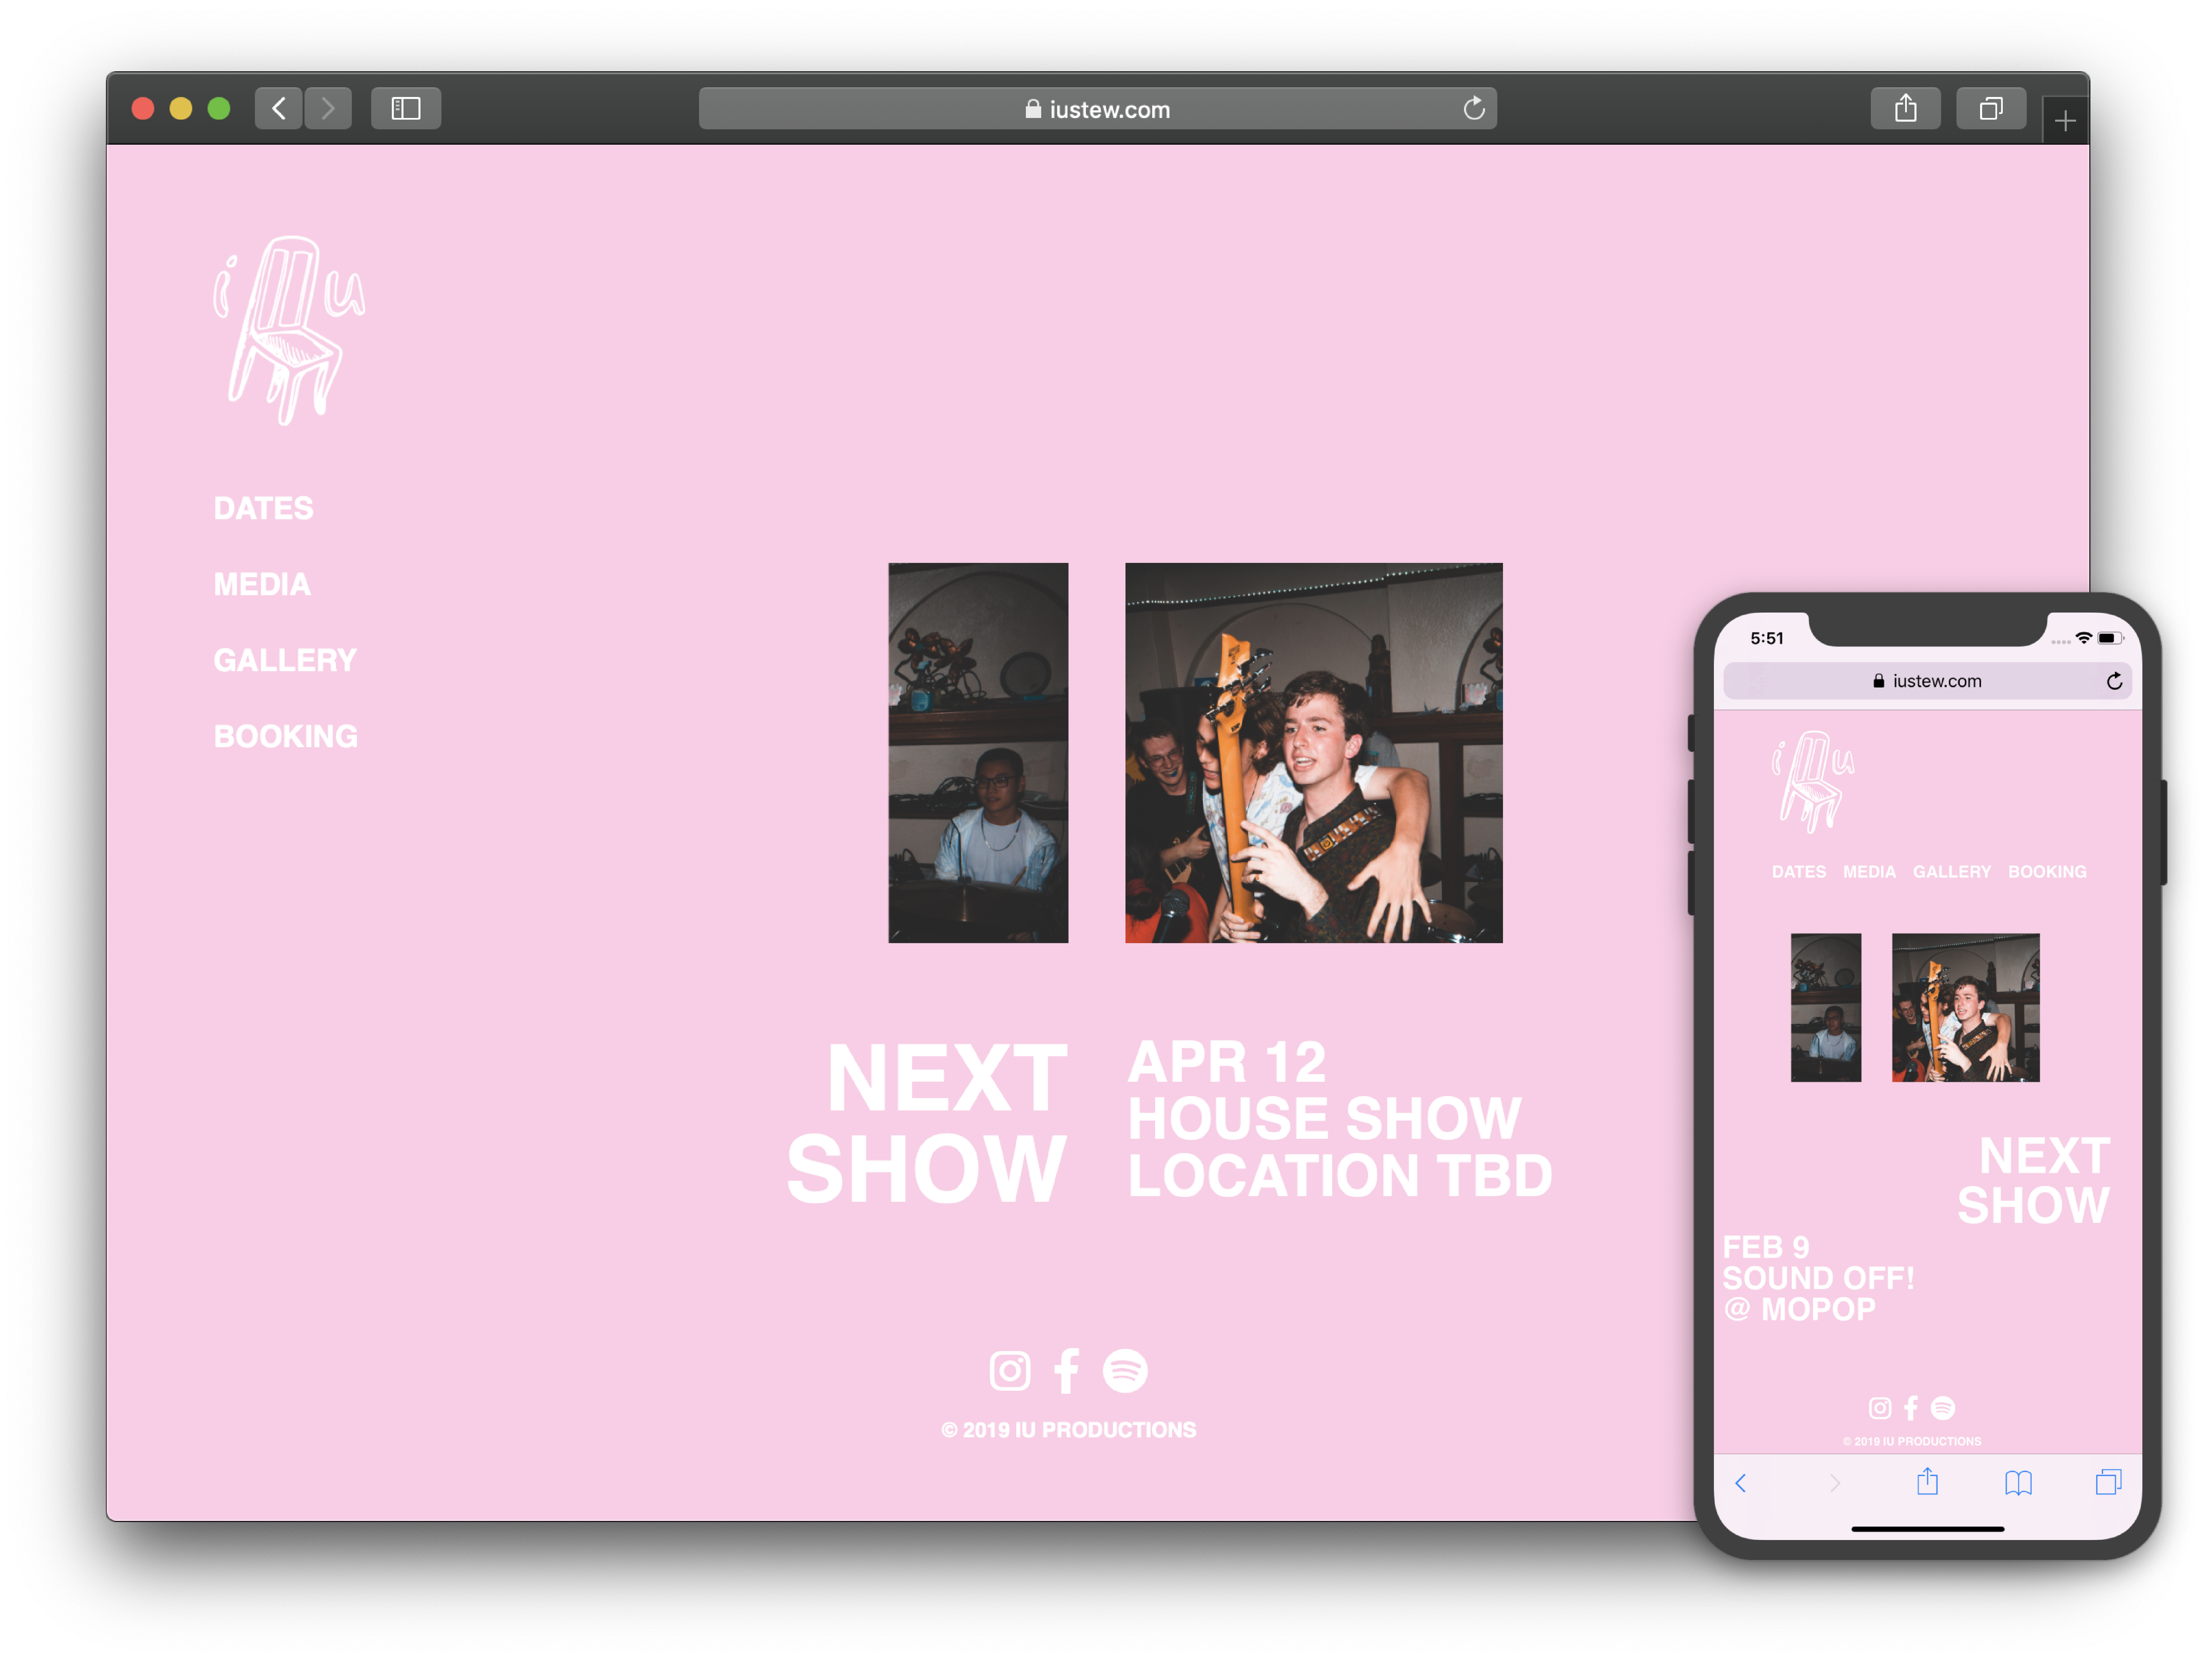 iustew.com
i u
DATES
MEDIA
GALLERY
BOOKING
NEXT
SHOW
APR 12
HOUSE SHOW
LOCATION TBD
© 2019 IU PRODUCTIONS
5:51
iustew.com
i u
DATES MEDIA GALLERY BOOKING
NEXT
SHOW
FEB 9
SOUND OFF!
@ MOPOP
© 2019 IU PRODUCTIONS